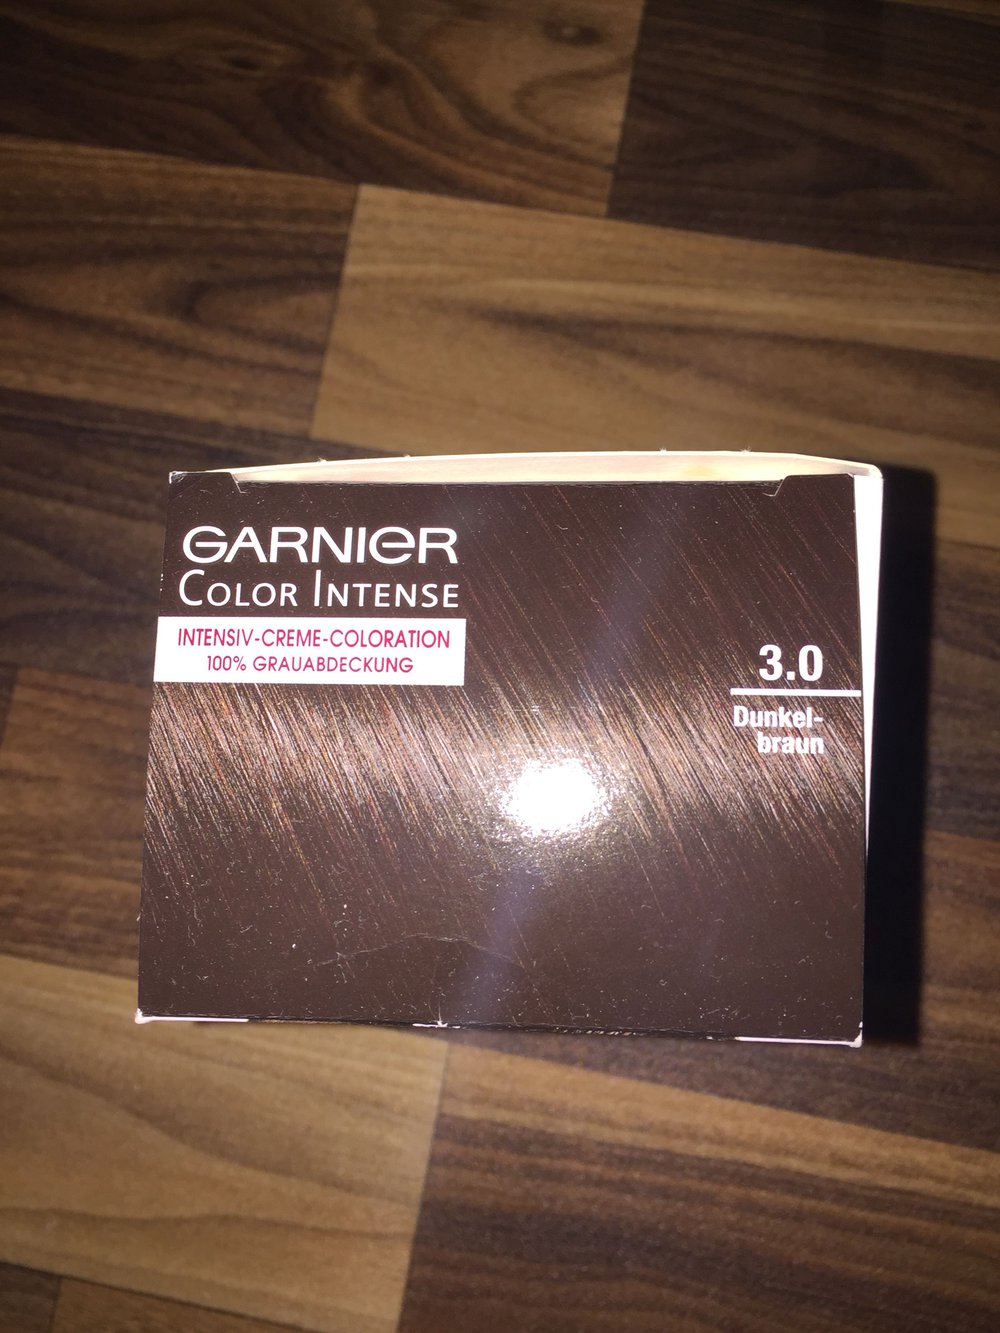 GARNIER
COLOR INTENSE
INTENSIV-CREME-COLORATION
100% GRAUABDECKUNG
3.0
Dunkel-
braun